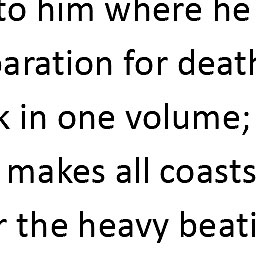 to him where he
paration for death
k in one volume;
makes all coasts
r the heavy beati